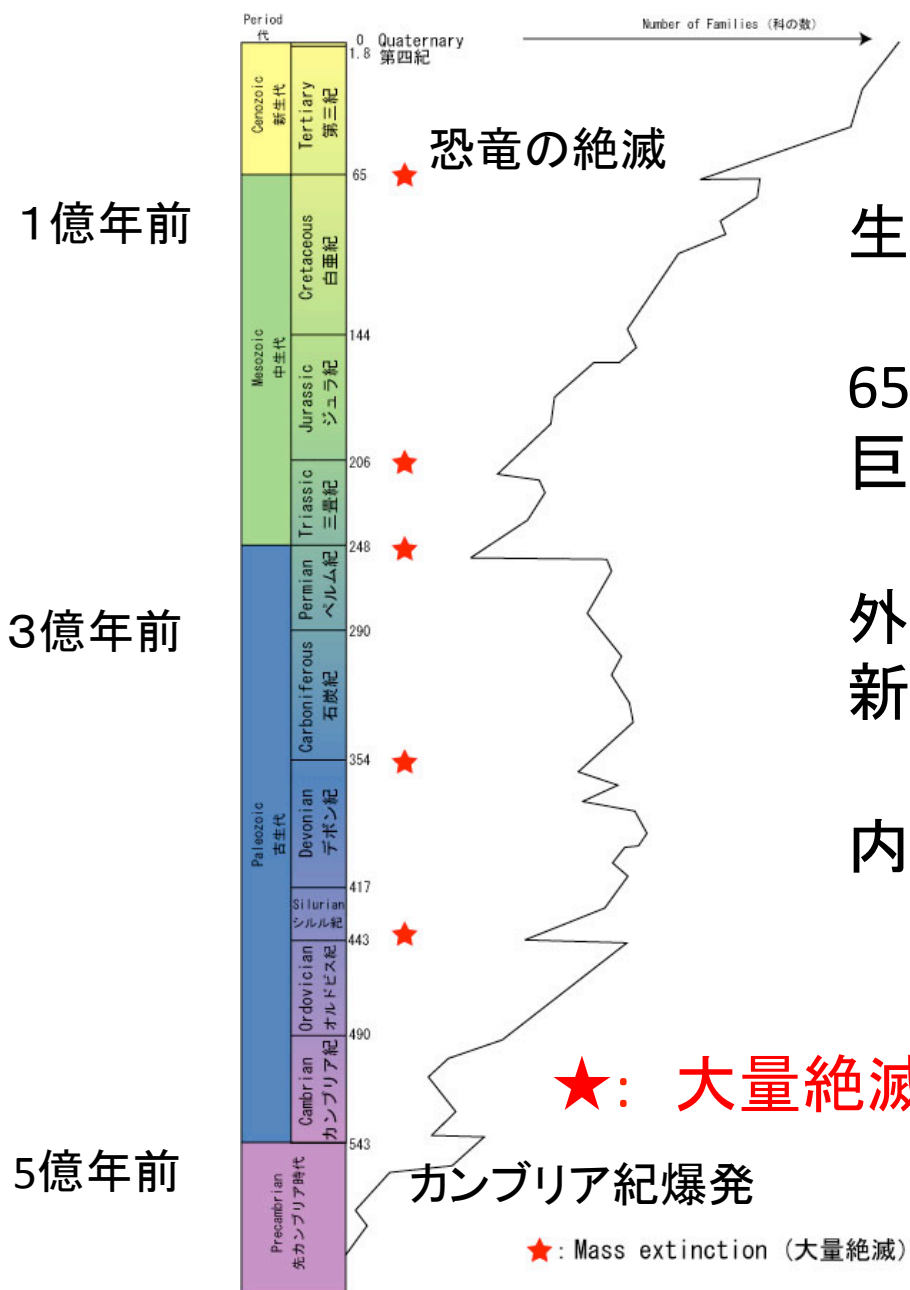 Period
代
Number of Families (科の数)
0 Quaternary
第四紀
1.8
Cenozoic
新生代
Tertiary
第三紀
恐竜の絶滅
65
1億年前
生
Mesozoic
中生代
Cretaceous
白亜紀
144
65
巨
Jurassic
ジュラ紀
206
Triassic
三畳紀
248
Permian
ペルム紀
外
新
3億年前
290
Carboniferous
石炭紀
354
Paleozoic
古生代
Devonian
デボン紀
内
417
Silurian
シルル紀
443
Ordovician
オルドビス紀
490
Cambrian
カンブリア紀
★: 大量絶滅
543
5億年前
カンブリア紀爆発
Precambrian
先カンブリア時代
★: Mass extinction (大量絶滅)